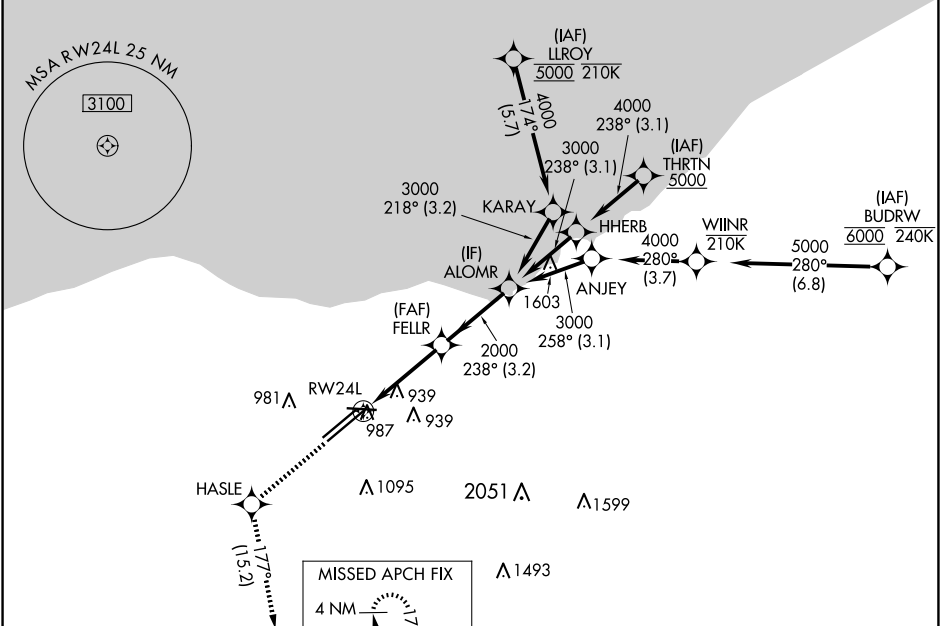 MSA RW24L 25 NM
3100
(IAF)
LLROY
5000 210K
4000
174°
(5.7)
4000
238° (3.1)
3000
238° (3.1)
(IAF)
THRTN
5000
3000
218° (3.2)
KARAY
HHERB
(IAF)
BUDRW
6000 240K
WIINR
210K
4000
280°
(3.7)
5000
280°
(6.8)
(IF)
ALOMR
1603
ANJEY
3000
258° (3.1)
(FAF)
FELLR
2000
238° (3.2)
RW24L
981
939
939
987
HASLE
1095
2051
1599
177°
(15.2)
1493
MISSED APCH FIX
4 NM
17